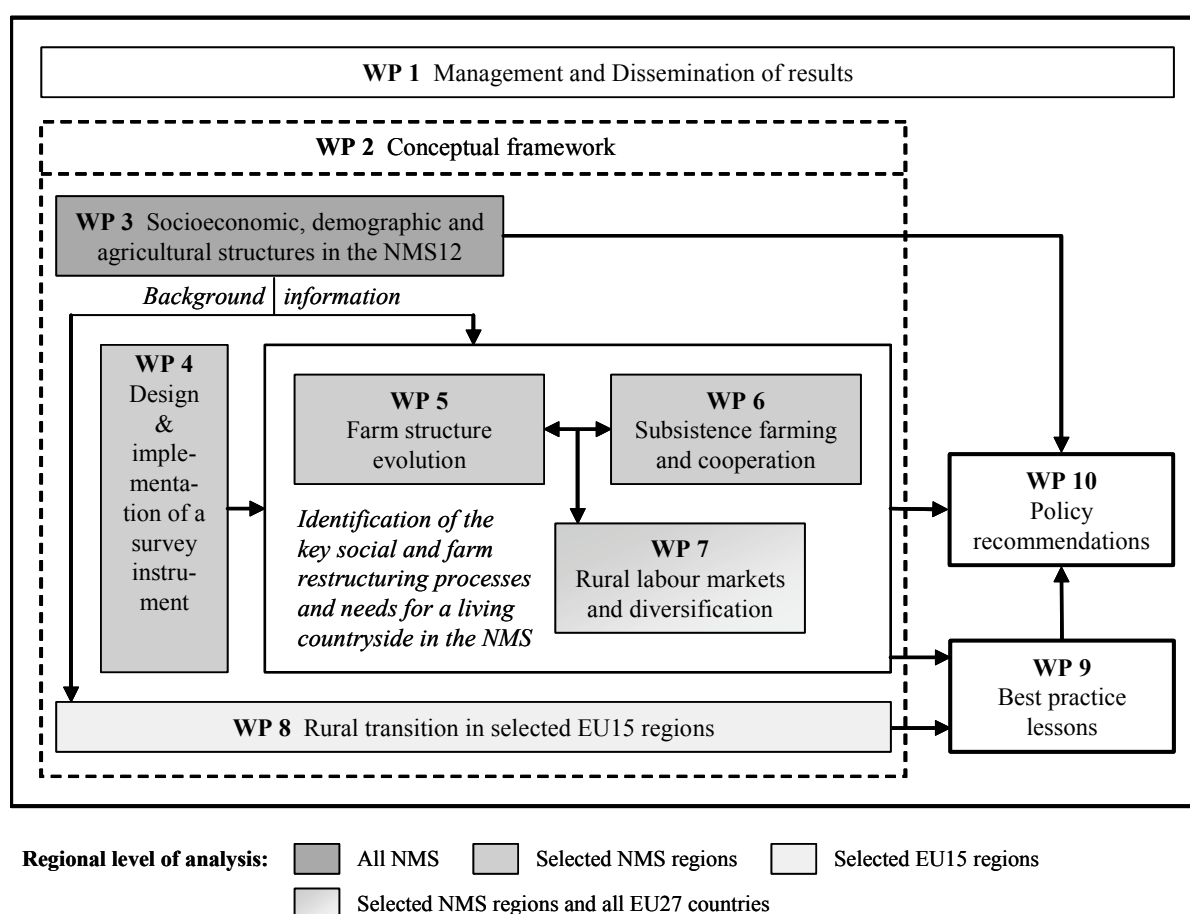 WP 1 Management and Dissemination of results
WP 2 Conceptual framework
WP 3 Socioeconomic, demographic and
agricultural structures in the NMS12
Background information
WP 4
Design
&
imple-
menta-
tion of a
survey
instru-
ment
WP 5
Farm structure
evolution
WP 6
Subsistence farming
and cooperation
Identification of the
key social and farm
restructuring processes
and needs for a living
countryside in the NMS
WP 7
Rural labour markets
and diversification
WP 10
Policy
recommendations
WP 8 Rural transition in selected EU15 regions
WP 9
Best practice
lessons
Regional level of analysis:
All NMS
Selected NMS regions
Selected EU15 regions
Selected NMS regions and all EU27 countries